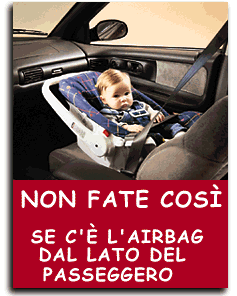 NON FATE COSÌ
SE C'È L'AIRBAG
DAL LATO DEL
PASSEGGERO